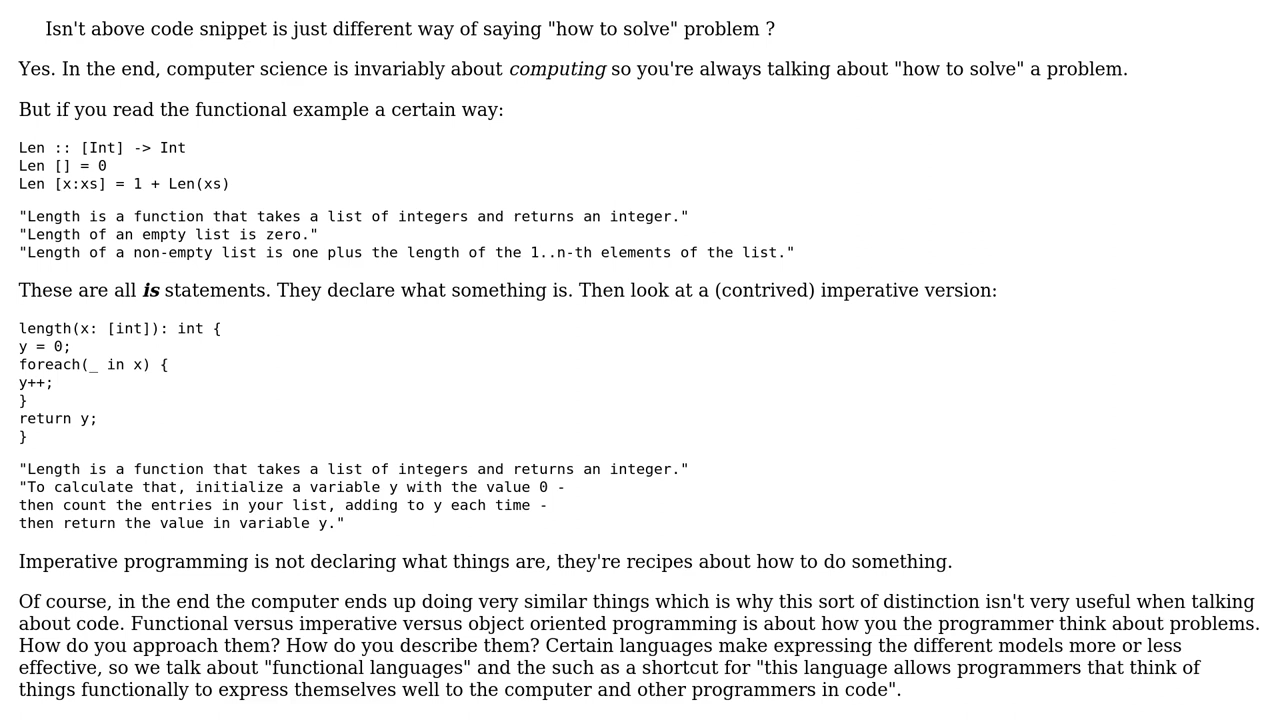 Isn't above code snippet is just different way of saying "how to solve" problem ?
Yes. In the end, computer science is invariably about computing so you're always talking about "how to solve" a problem.
But if you read the functional example a certain way:
Len :: [Int] -> Int
Len [] = 0
Len [x:xs] = 1 + Len(xs)
"Length is a function that takes a list of integers and returns an integer."
"Length of an empty list is zero."
"Length of a non-empty list is one plus the length of the 1..n-th elements of the list."
These are all is statements. They declare what something is. Then look at a (contrived) imperative version:
length(x: [int]): int {
y = 0;
foreach(_ in x) {
y++;
}
return y;
}
"Length is a function that takes a list of integers and returns an integer."
"To calculate that, initialize a variable y with the value 0 -
then count the entries in your list, adding to y each time -
then return the value in variable y."
Imperative programming is not declaring what things are, they're recipes about how to do something.
Of course, in the end the computer ends up doing very similar things which is why this sort of distinction isn't very useful when talking
about code. Functional versus imperative versus object oriented programming is about how you the programmer think about problems.
How do you approach them? How do you describe them? Certain languages make expressing the different models more or less
effective, so we talk about "functional languages" and the such as a shortcut for "this language allows programmers that think of
things functionally to express themselves well to the computer and other programmers in code".